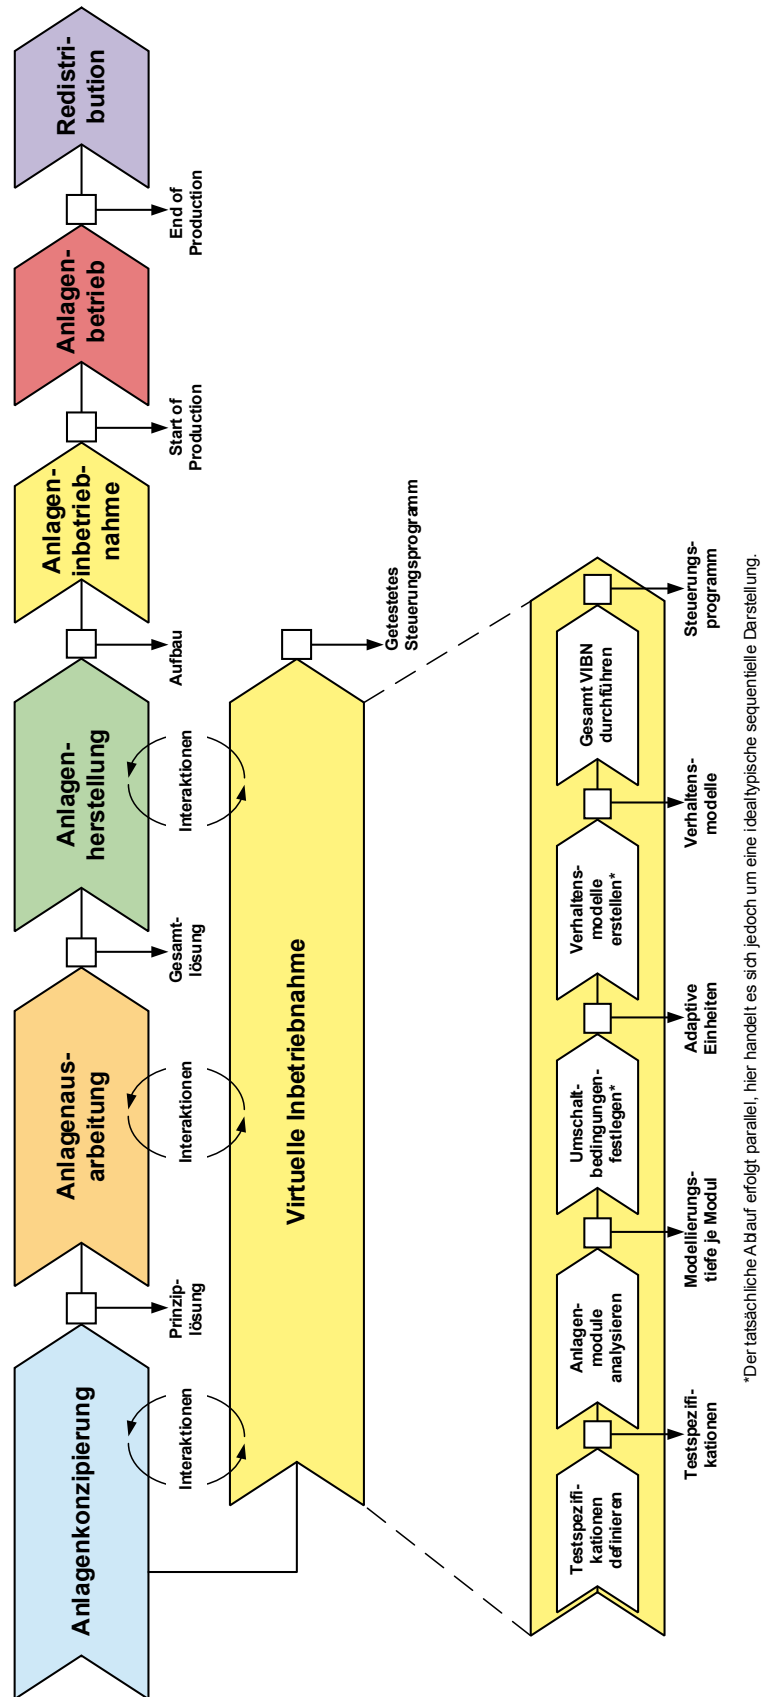 Anlagenkonzipierung
Prinzip-
lösung
Anlagenaus-
arbeitung
Gesamt-
lösung
Anlagen-
herstellung
Aufbau
Anlagen-
inbetrieb-
nahme
Start of
Production
Anlagen-
betrieb
End of
Production
Redistri-
bution
Interaktionen
Interaktionen
Interaktionen
Virtuelle Inbetriebnahme
Getestetes
Steuerungsprogramm
Testspezifi-
kationen
definieren
Testspezifi-
kationen
Anlagen-
module
analysieren
Modellierungs-
tiefe je Modul
Umschalt-
bedingungen-
festlegen*
Adaptive
Einheiten
Verhaltens-
modelle
erstellen*
Verhaltens-
modelle
Gesamt VIBN
durchführen
Steuerungs-
programm
*Der tatsächliche Ablauf erfolgt parallel, hier handelt es sich jedoch um eine idealtypische sequentielle Darstellung.